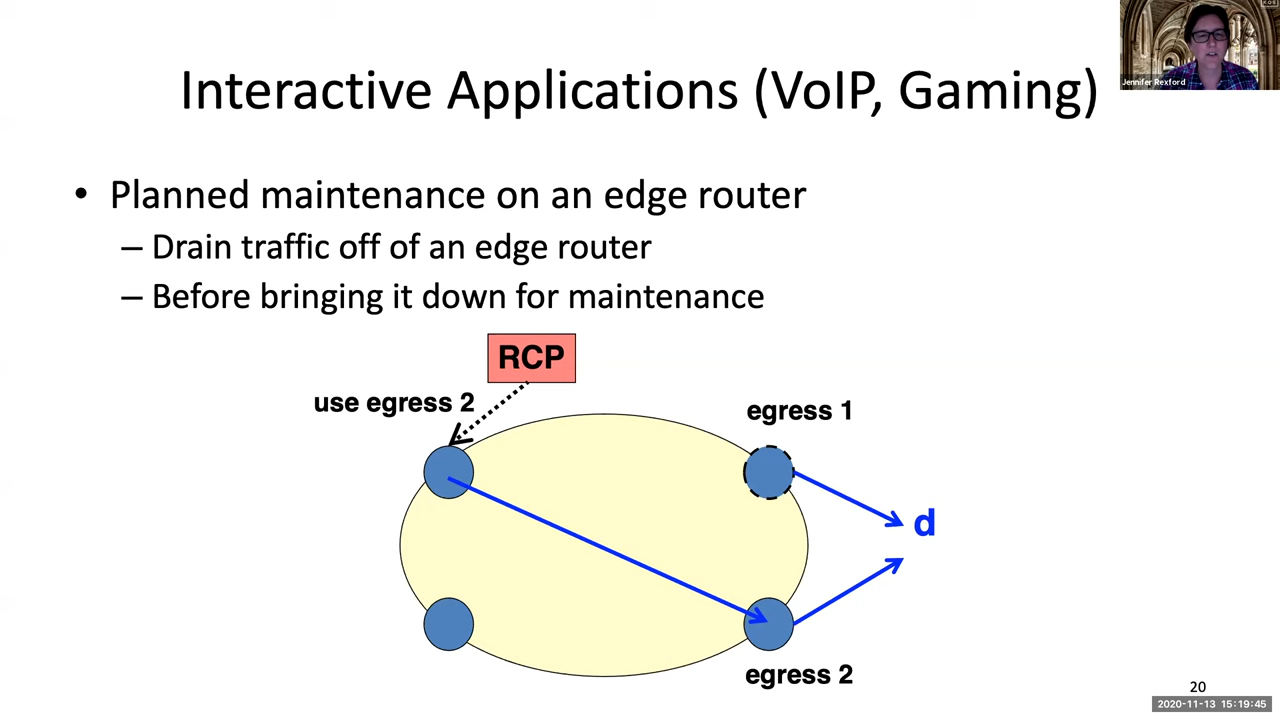 Jennifer Rexford
Interactive Applications (VoIP, Gaming)
• Planned maintenance on an edge router
– Drain traffic off of an edge router
– Before bringing it down for maintenance
RCP
use egress 2
egress 1
d
egress 2
20
2020-11-13 15:19:45